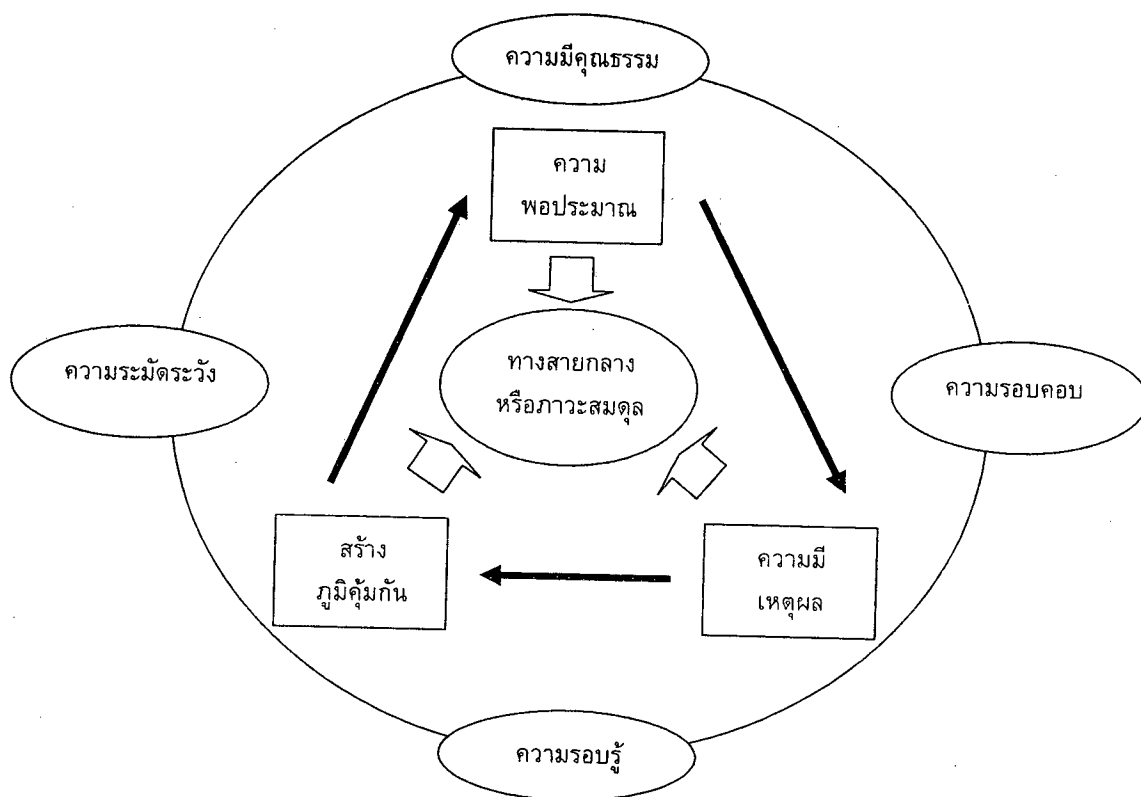 ความมีคุณธรรม
ความ
พอประมาณ
ทางสายกลาง
หรือภาวะสมดุล
ความระมัดระวัง
ความรอบคอบ
สร้าง
ภูมิคุ้มกัน
ความมี
เหตุผล
ความรอบรู้